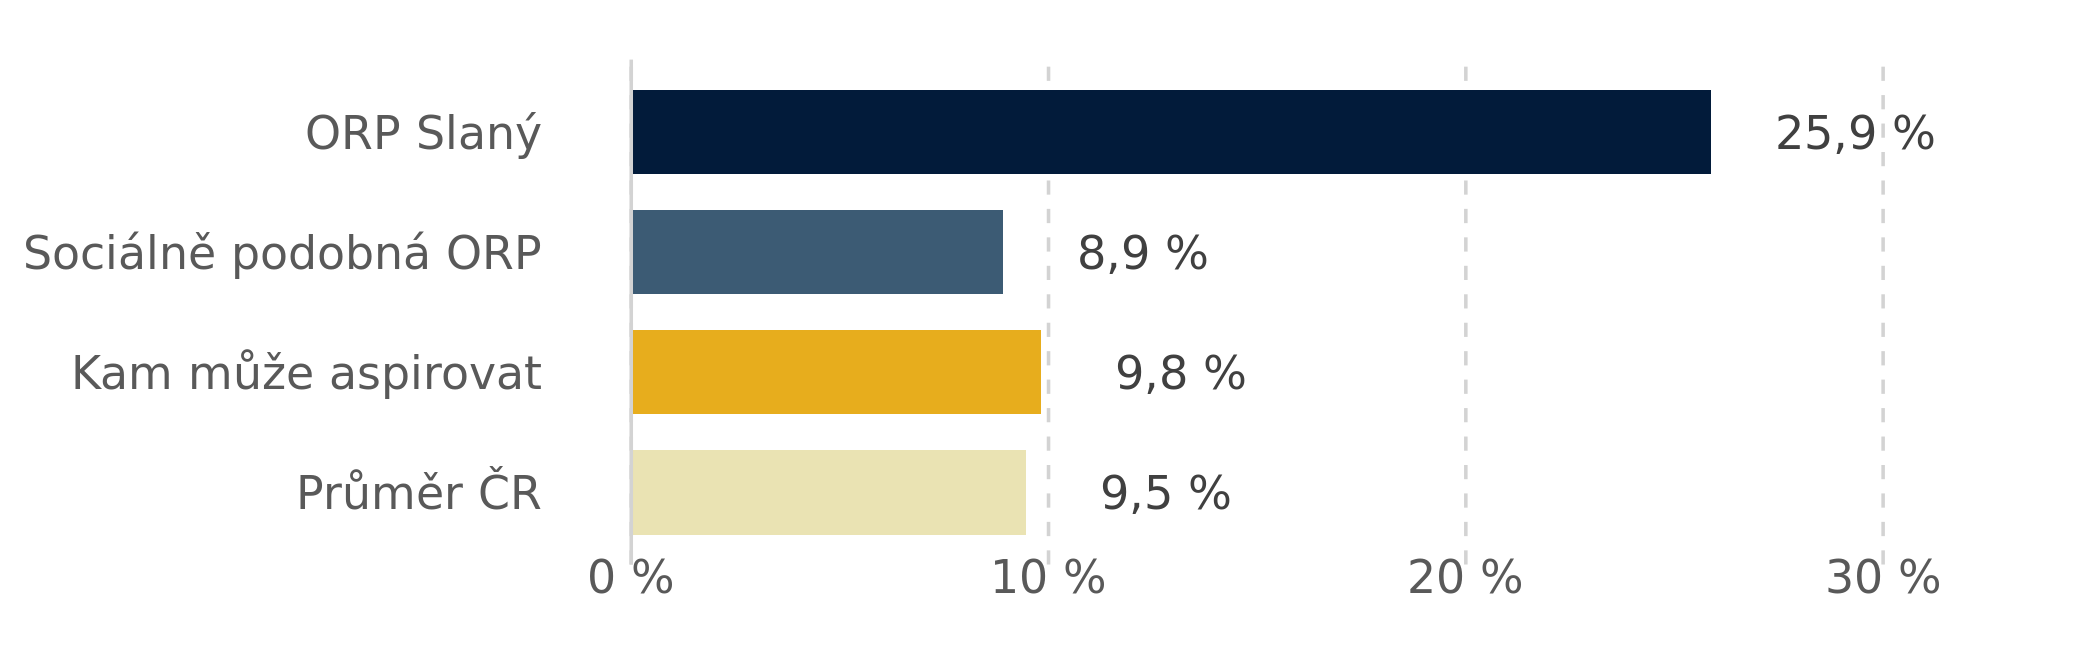 ORP Slaný 25,9 %
Sociálně podobná ORP 8,9 %
Kam může aspirovat 9,8 %
Průměr ČR 9,5 %
0 % 10 % 20 % 30 %